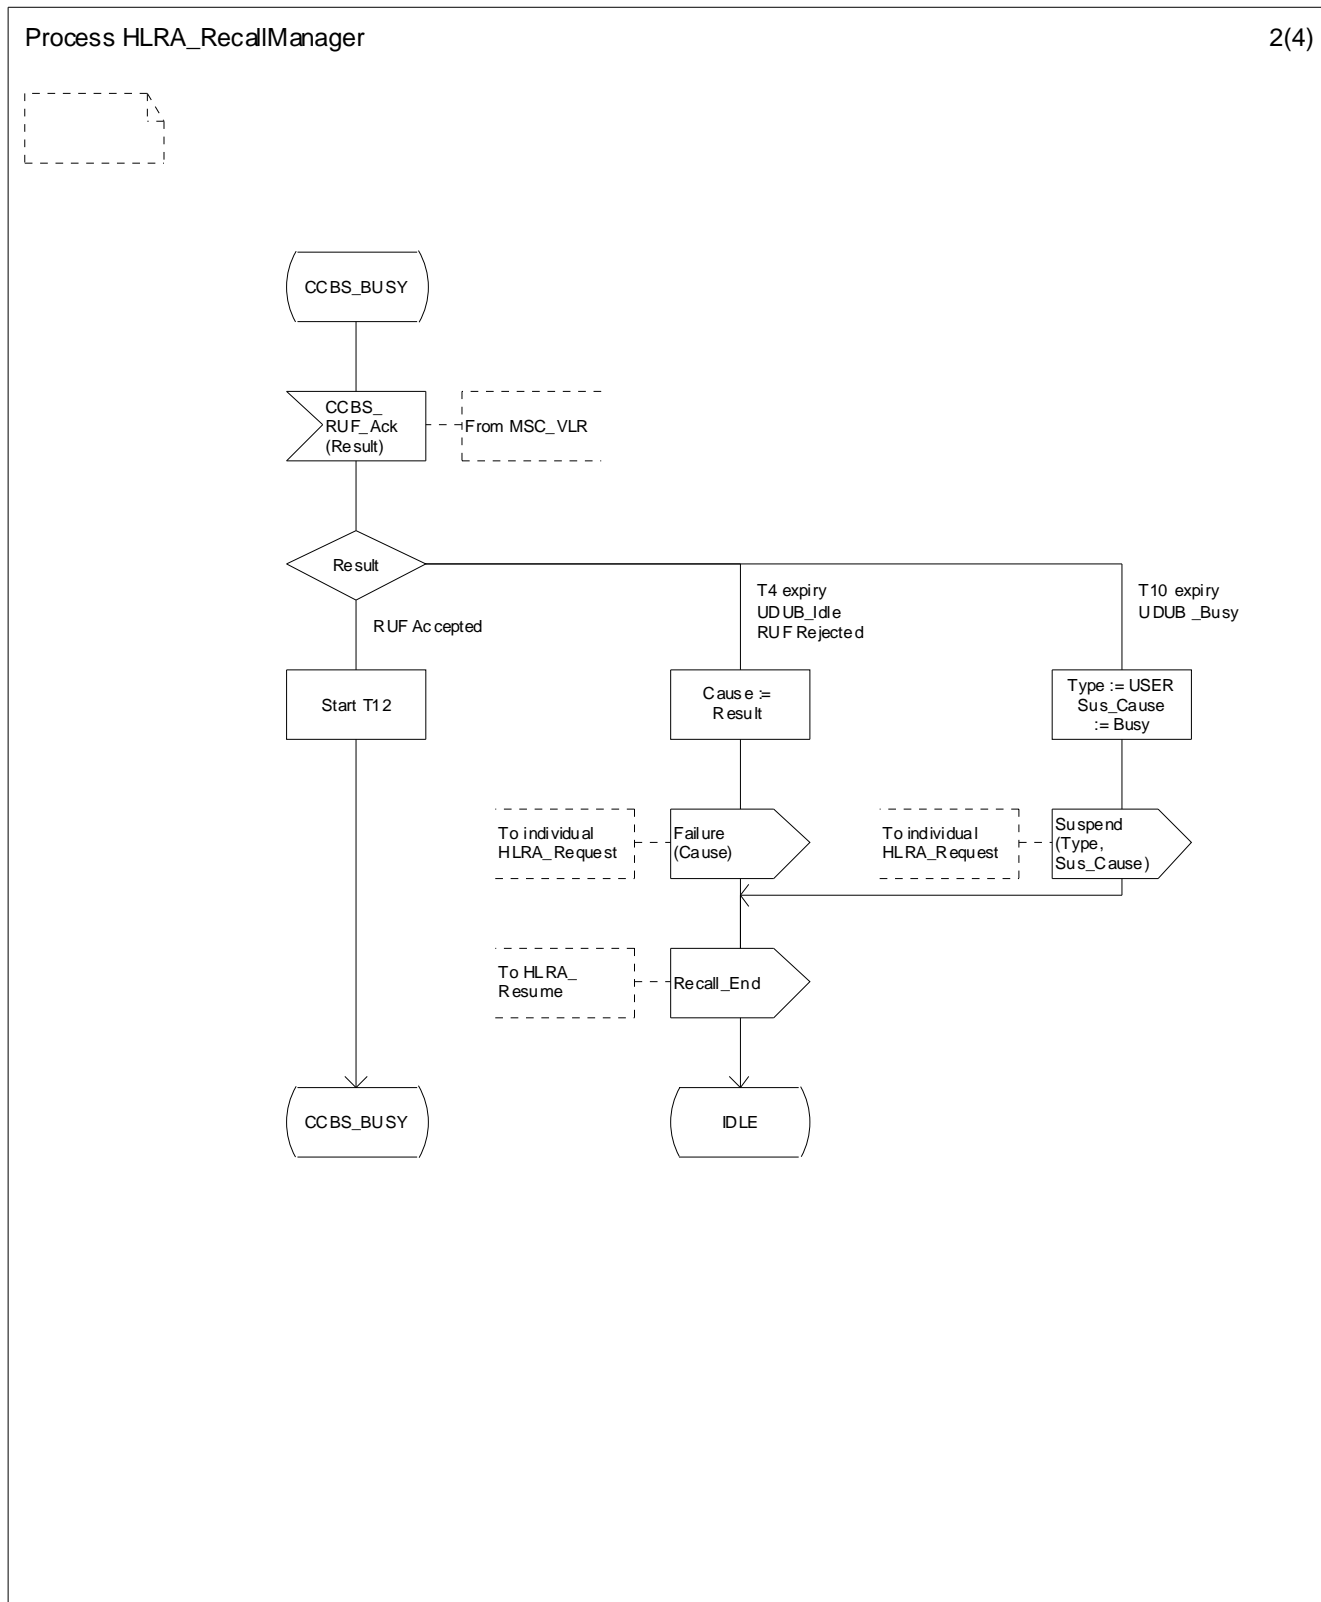 Process HLRA_RecallManager
2(4)
CCBS_BUSY
CCBS_
RUF_Ack
(Result)
From MSC_VLR
Result
RUF Accepted
T4 expiry
UDUB_Idle
RUF Rejected
T10 expiry
UDUB_Busy
Start T12
Cause :=
Result
Type := USER
Sus_Cause
:= Busy
To individual
HLRA_Request
Failure
(Cause)
To individual
HLRA_Request
Suspend
(Type,
Sus_Cause)
To HLRA_
Resume
Recall_End
CCBS_BUSY
IDLE